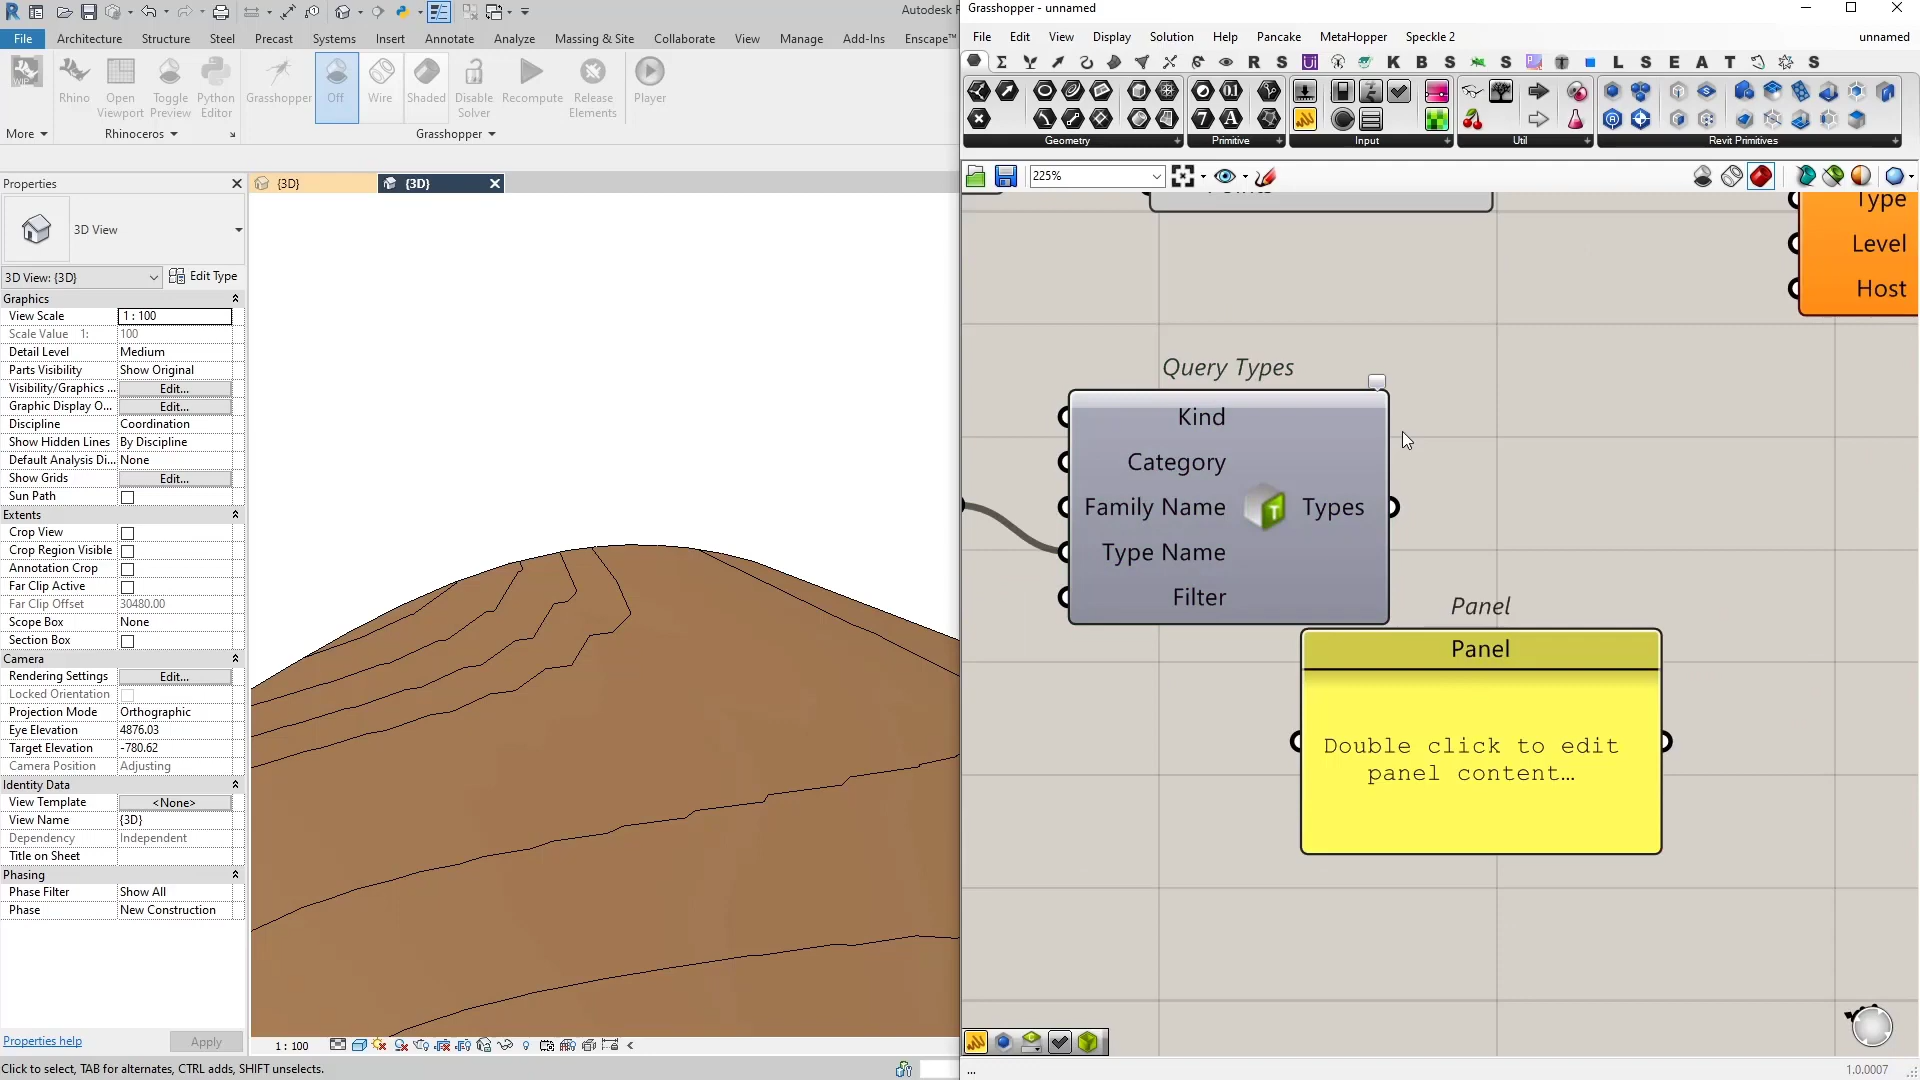 Autodesk R
File
Architecture
Structure
Steel
Precast
Systems
Insert
Annotate
Analyze
Massing & Site
Collaborate
View
Manage
Add-Ins
Enscape™
WIP
Rhino
Open Viewport
Toggle Preview
Python Editor
Grasshopper
Off
Wire
Shaded
Disable Solver
Recompute
Release Elements
Player
More
Rhinoceros
Grasshopper
Properties
{3D}
{3D}
3D View
3D View: {3D}
Edit Type
Graphics
View Scale 1 : 100
Scale Value 1: 100
Detail Level Medium
Parts Visibility Show Original
Visibility/Graphics ... Edit...
Graphic Display O... Edit...
Discipline Coordination
Show Hidden Lines By Discipline
Default Analysis Di... None
Show Grids Edit...
Sun Path
Extents
Crop View
Crop Region Visible
Annotation Crop
Far Clip Active
Far Clip Offset 30480.00
Scope Box None
Section Box
Camera
Rendering Settings Edit...
Locked Orientation
Projection Mode Orthographic
Eye Elevation 4876.03
Target Elevation -780.62
Camera Position Adjusting
Identity Data
View Template <None>
View Name {3D}
Dependency Independent
Title on Sheet
Phasing
Phase Filter Show All
Phase New Construction
Properties help
Apply
1 : 100
Click to select, TAB for alternates, CTRL adds, SHIFT unselects.
Grasshopper - unnamed
File Edit View Display Solution Help Pancake MetaHopper Speckle 2
unnamed
R S Ui K B S S L S E A T S
Geometry
Primitive
Input
Util
Revit Primitives
225%
Type
Level
Host
Query Types
Kind
Category
Family Name
Types
Type Name
Filter
Panel
Panel
Double click to edit
panel content…
...
1.0.0007